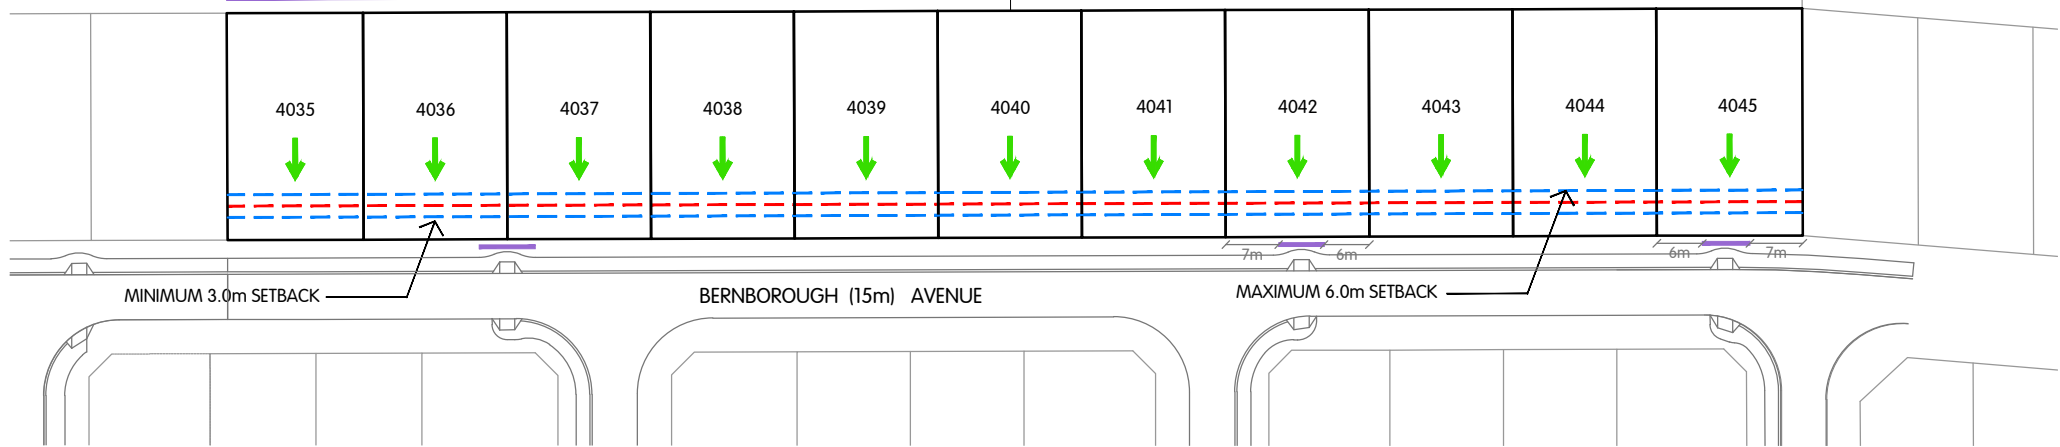 4035 4036 4037 4038 4039 4040 4041 4042 4043 4044 4045
7m 6m 6m 7m
MINIMUM 3.0m SETBACK BERNBOROUGH (15m) AVENUE MAXIMUM 6.0m SETBACK